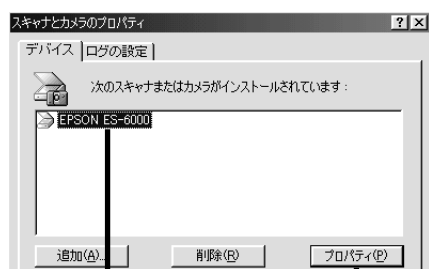 スキャナとカメラのプロパティ
デバイス ログの設定
次のスキャナまたはカメラがインストールされています:
EPSON ES-6000
追加(A)... 削除(R) プロパティ(P)